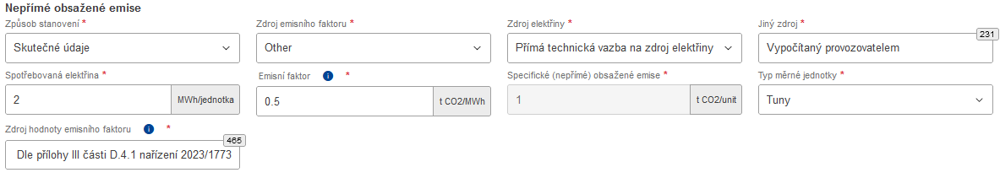 Nepřímé obsažené emise
Způsob stanovení * Zdroj emisního faktoru * Zdroj elektřiny * Jiný zdroj *
231
Skutečné údaje Other Přímá technická vazba na zdroj elektřiny Vypočítaný provozovatelem
Spotřebovaná elektřina * Emisní faktor i * Specifické (nepřímé) obsažené emise * Typ měrné jednotky *
2 MWh/jednotka 0.5 t CO2/MWh 1 t CO2/unit Tuny
Zdroj hodnoty emisního faktoru i *
465
Dle přílohy III části D.4.1 nařízení 2023/1773